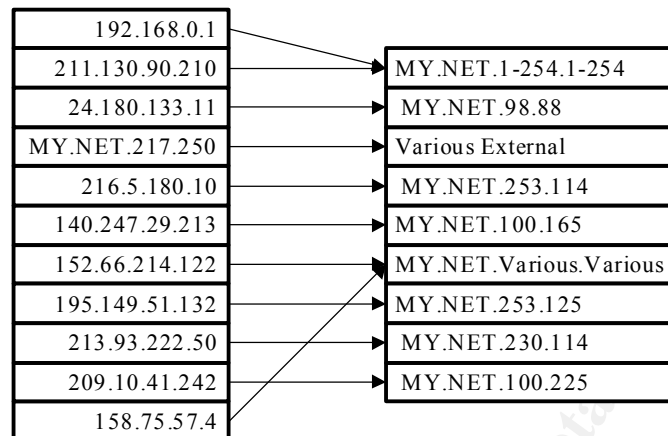 192.168.0.1
211.130.90.210
24.180.133.11
MY.NET.217.250
216.5.180.10
140.247.29.213
152.66.214.122
195.149.51.132
213.93.222.50
209.10.41.242
158.75.57.4
MY.NET.1-254.1-254
MY.NET.98.88
Various External
MY.NET.253.114
MY.NET.100.165
MY.NET.Various.Various
MY.NET.253.125
MY.NET.230.114
MY.NET.100.225